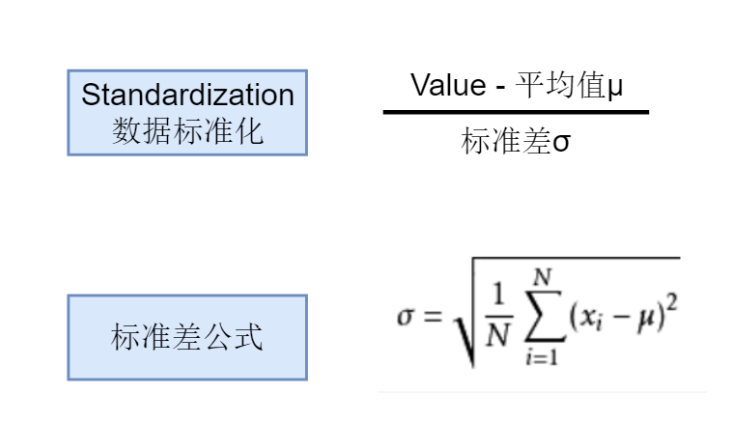 Standardization
数据标准化
Value - 平均值μ
标准差σ
标准差公式
σ = √(1/N ∑_{i=1}^{N} (x_i − μ)²)